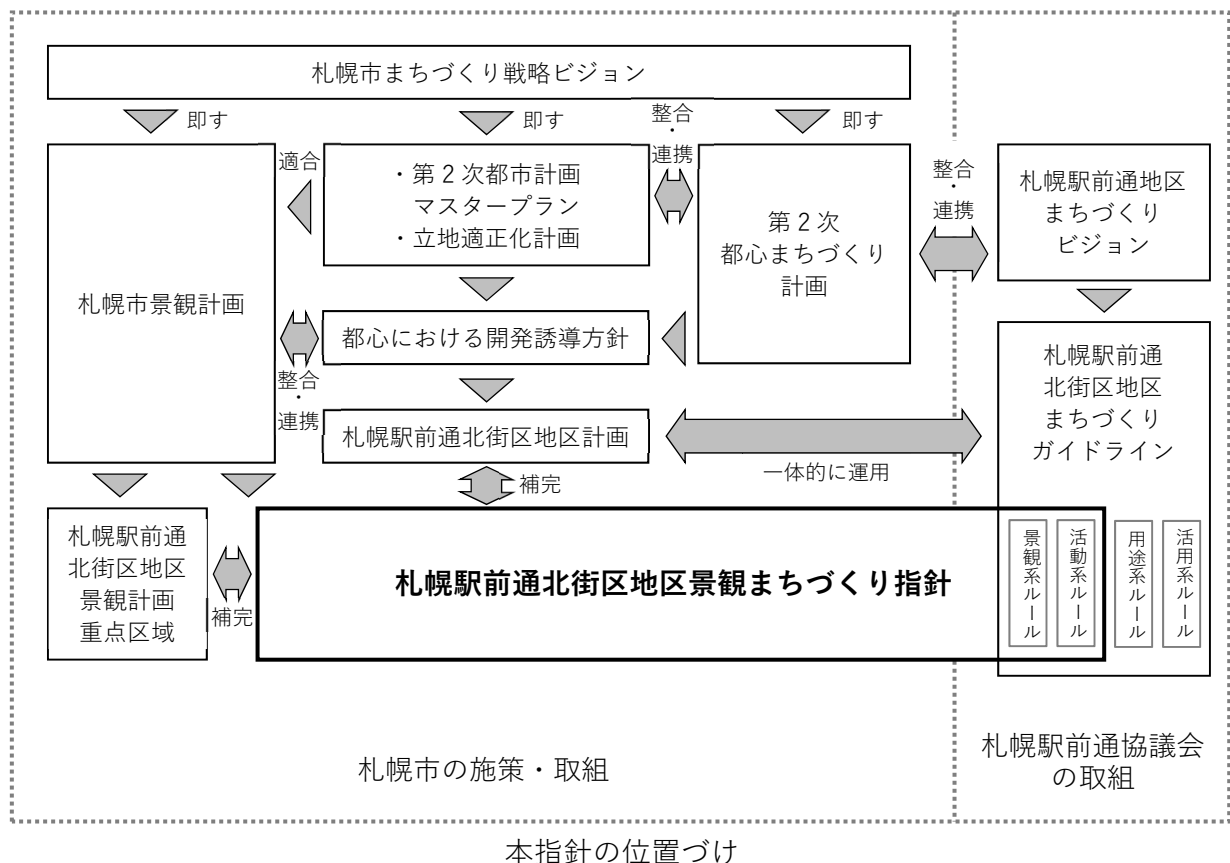 札幌市まちづくり戦略ビジョン
即す
即す
整合
・
連携
即す
適合
・第2次都市計画
マスタープラン
・立地適正化計画
第2次
都心まちづくり
計画
整合
・
連携
札幌駅前通地区
まちづくり
ビジョン
札幌市景観計画
都心における開発誘導方針
整合
・
連携
札幌駅前通北街区地区計画
一体的に運用
札幌駅前通
北街区地区
まちづくり
ガイドライン
補完
札幌駅前通
北街区地区
景観計画
重点区域
補完
札幌駅前通北街区地区景観まちづくり指針
景観系ルール
活動系ルール
用途系ルール
活用系ルール
札幌市の施策・取組
札幌駅前通協議会
の取組
本指針の位置づけ